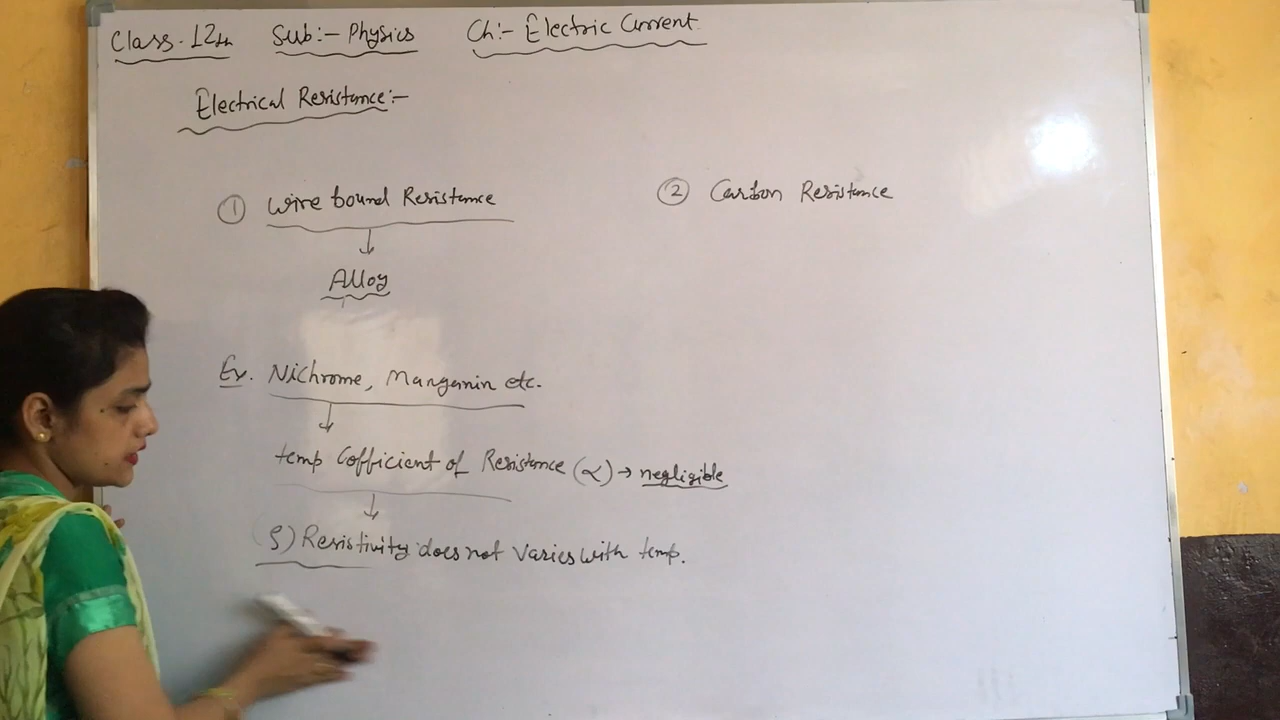 Class. 12th Sub:- Physics Ch:- Electric Current
Electrical Resistance:-
① Wire bound Resistance
② Carbon Resistance
Alloy
Ex. Nichrome, Manganin etc.
temp Cofficient of Resistance (α) → negligible
(ρ) Resistivity does not Varies with temp.